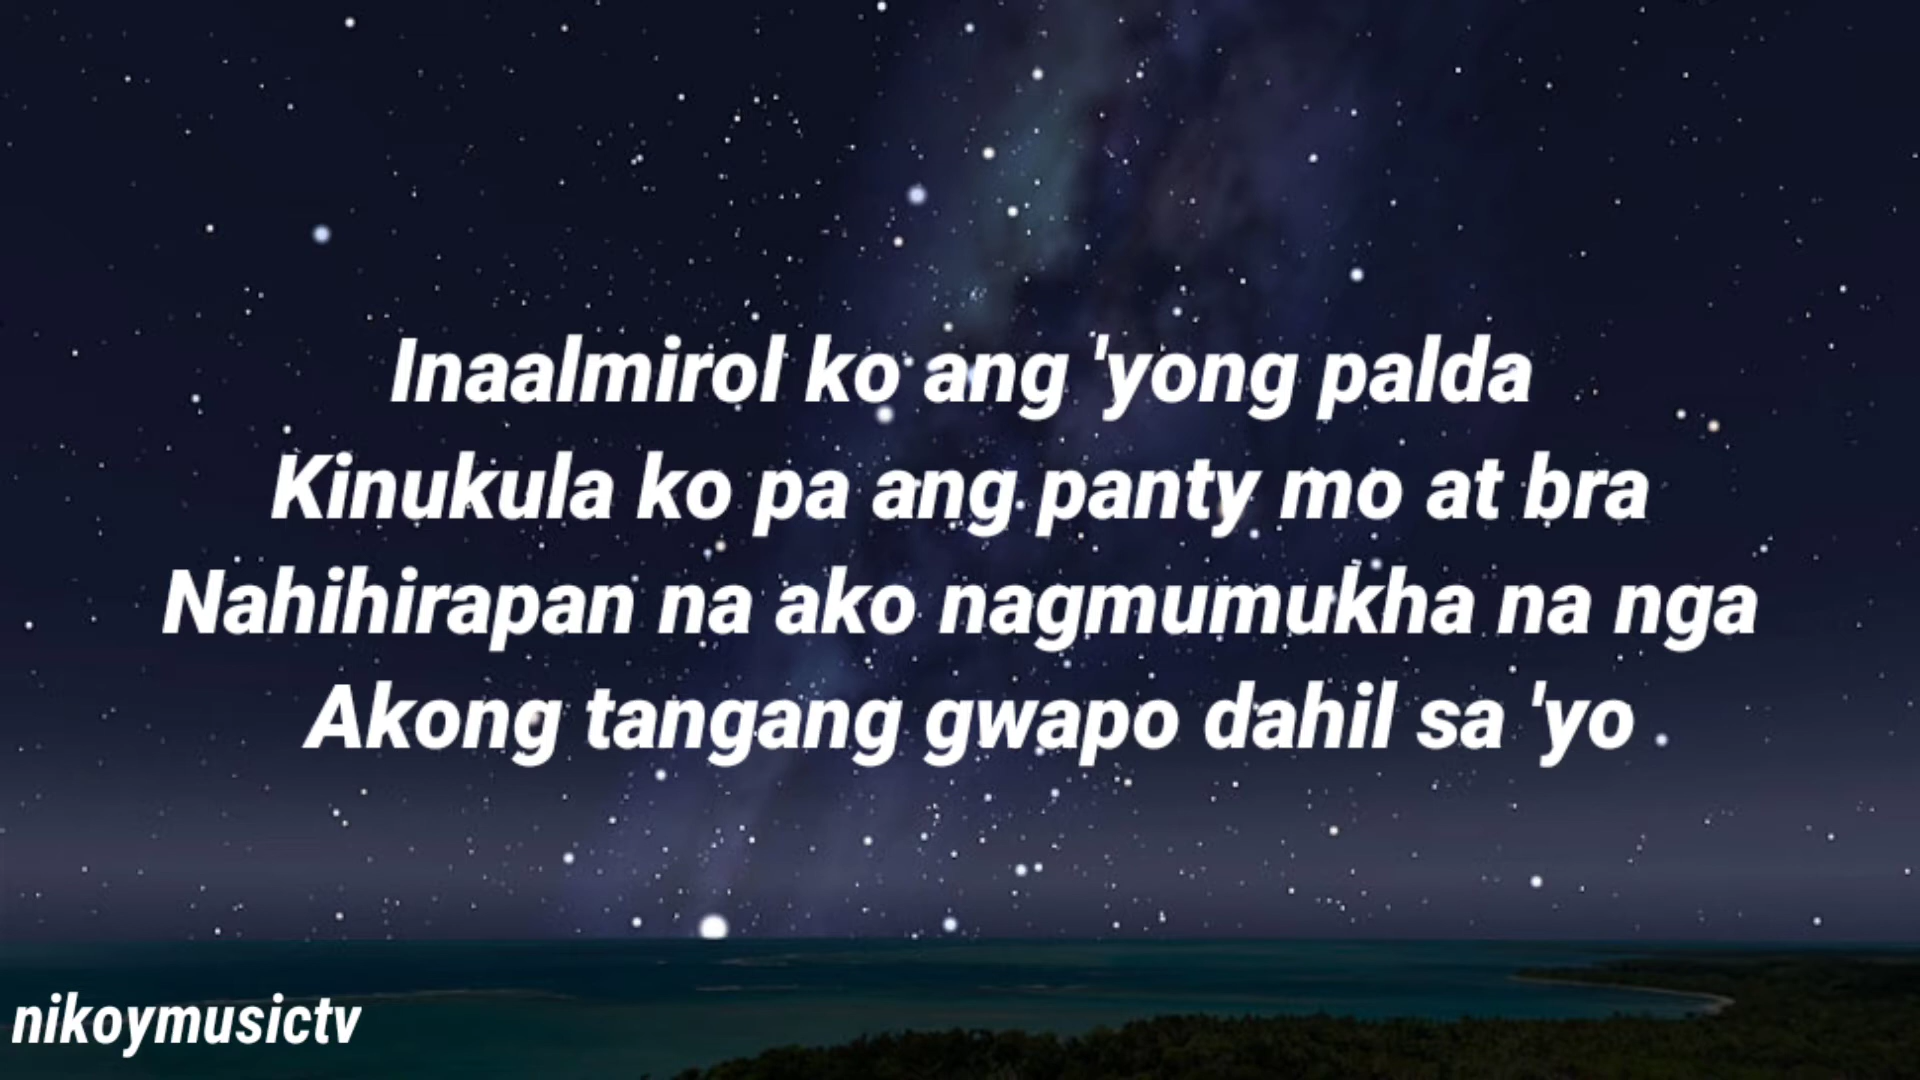 Inaalmirol ko ang 'yong palda
Kinukula ko pa ang panty mo at bra
Nahihirapan na ako nagmumukha na nga
Akong tangang gwapo dahil sa 'yo
nikoymusictv